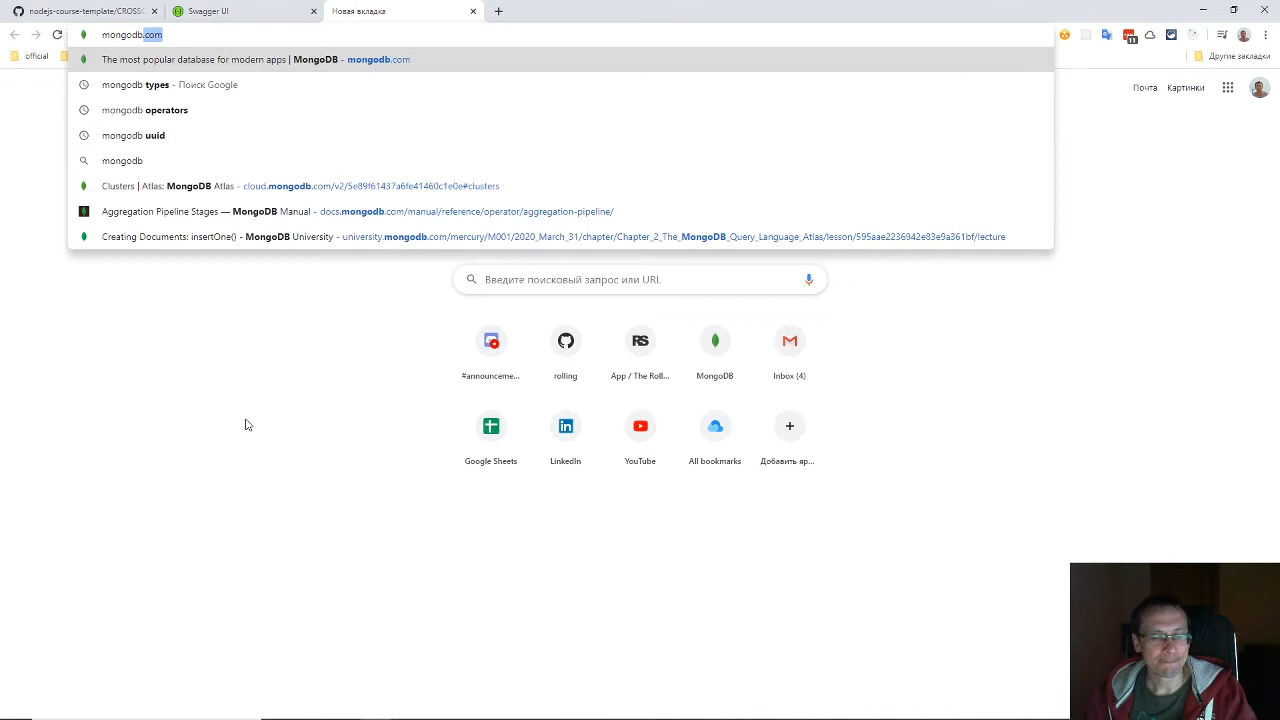 nodejs-course-template/CROSSC
Swagger UI
Новая вкладка
mongodb.com
11
official
Другие закладки
The most popular database for modern apps | MongoDB - mongodb.com
mongodb types - Поиск Google
mongodb operators
mongodb uuid
mongodb
Clusters | Atlas: MongoDB Atlas - cloud.mongodb.com/v2/5e89f61437a6fe41460c1e0e#clusters
Aggregation Pipeline Stages — MongoDB Manual - docs.mongodb.com/manual/reference/operator/aggregation-pipeline/
Creating Documents: insertOne() - MongoDB University - university.mongodb.com/mercury/M001/2020_March_31/chapter/Chapter_2_The_MongoDB_Query_Language_Atlas/lesson/595aae2236942e83e9a361bf/lecture
Почта
Картинки
Введите поисковый запрос или URL
RS
#announceme...
rolling
App / The Roll...
MongoDB
Inbox (4)
Google Sheets
LinkedIn
YouTube
All bookmarks
Добавить яр...